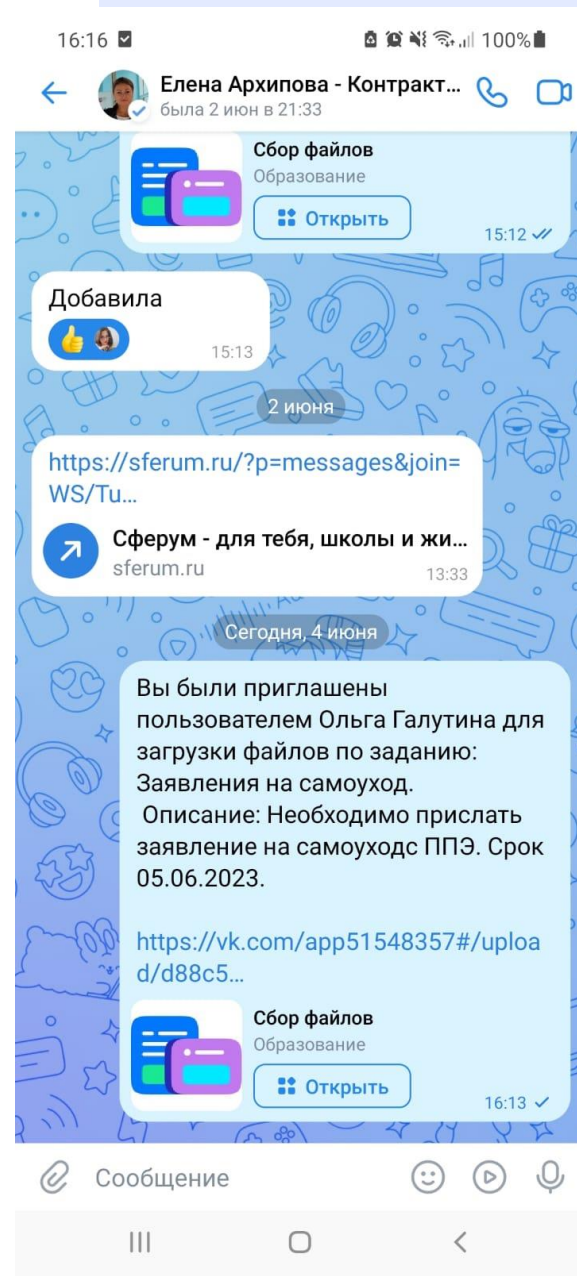 16:16
100%
Елена Архипова - Контракт...
была 2 июн в 21:33
Сбор файлов
Образование
Открыть
15:12
Добавила
15:13
2 июня
https://sferum.ru/?p=messages&join=
WS/Tu...
Сферум - для тебя, школы и жи...
sferum.ru
13:33
Сегодня, 4 июня
Вы были приглашены
пользователем Ольга Галутина для
загрузки файлов по заданию:
Заявления на самоуход.
Описание: Необходимо прислать
заявление на самоуходс ППЭ. Срок
05.06.2023.
https://vk.com/app51548357#/uploa
d/d88c5...
Сбор файлов
Образование
Открыть
16:13
Сообщение